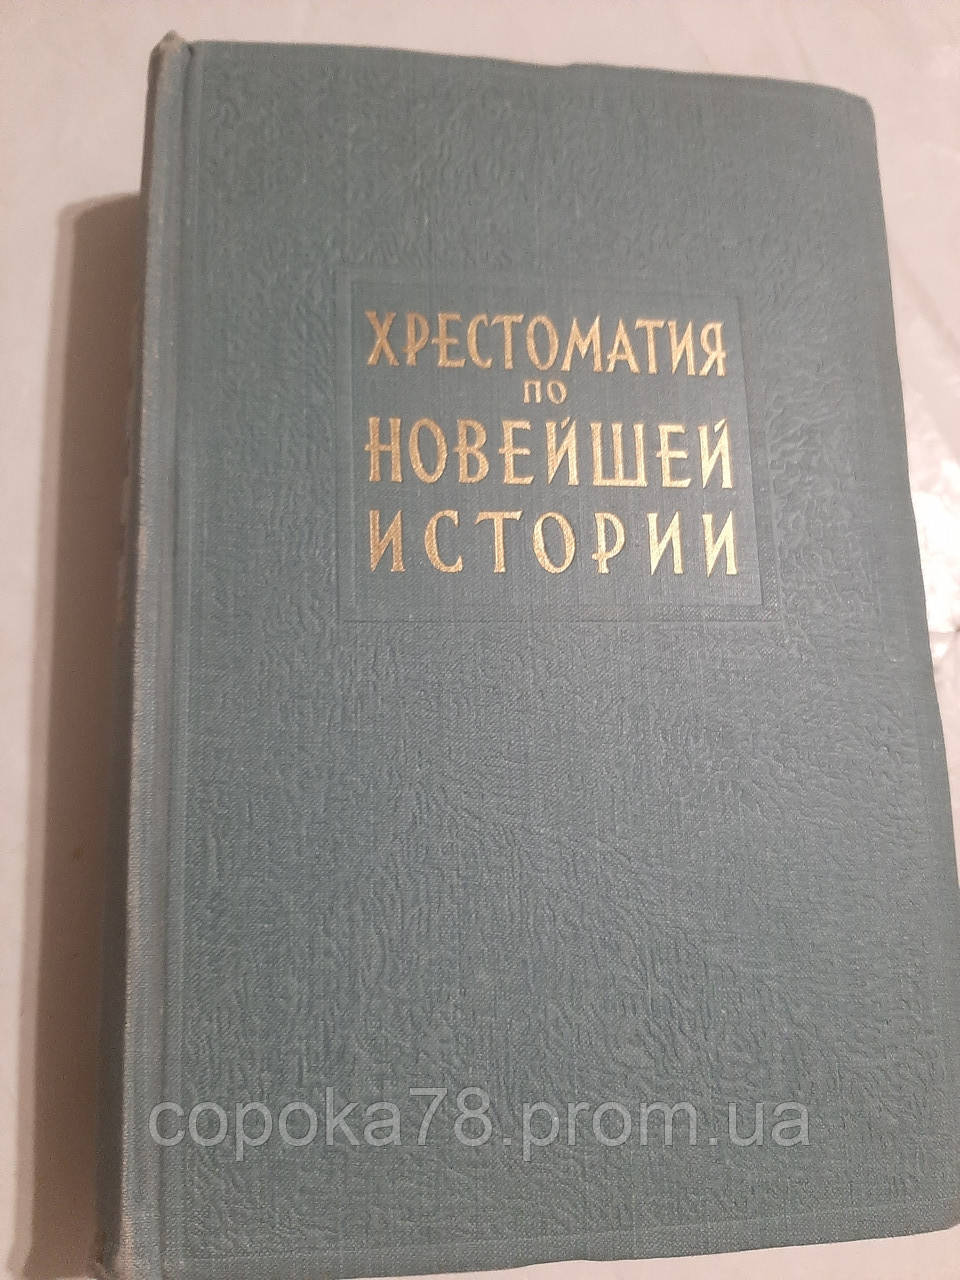 ХРЕСТОМАТИЯ
ПО
НОВЕЙШЕЙ
ИСТОРИИ
copoka78.prom.ua